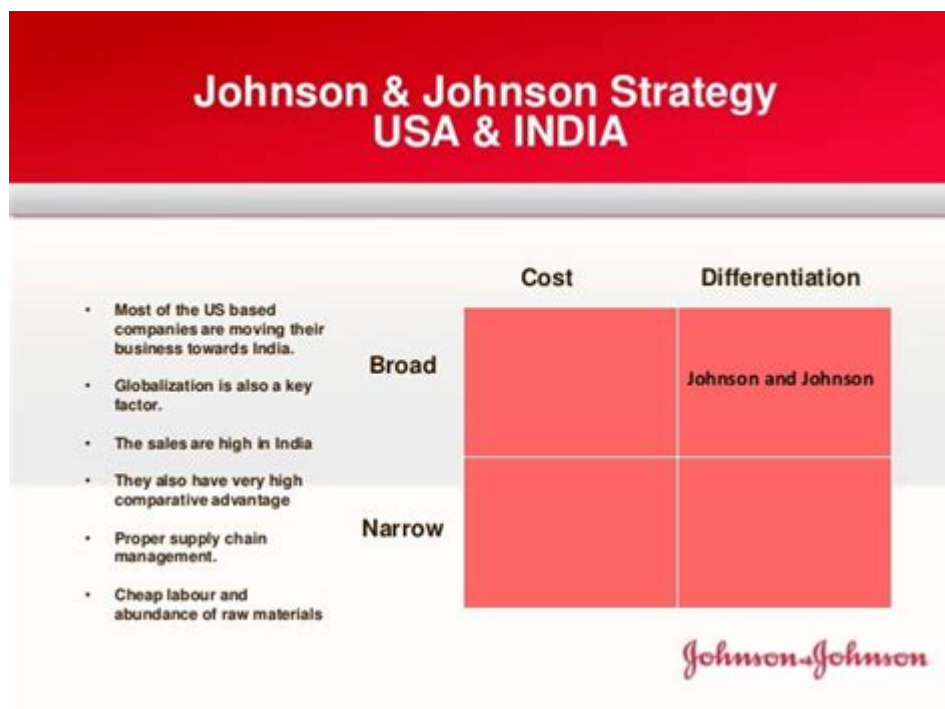 Johnson & Johnson Strategy
USA & INDIA
• Most of the US based
companies are moving their
business towards India.
• Globalization is also a key
factor.
• The sales are high in India
• They also have very high
comparative advantage
• Proper supply chain
management.
• Cheap labour and
abundance of raw materials
Cost Differentiation
Broad
Johnson and Johnson
Narrow
Johnson & Johnson